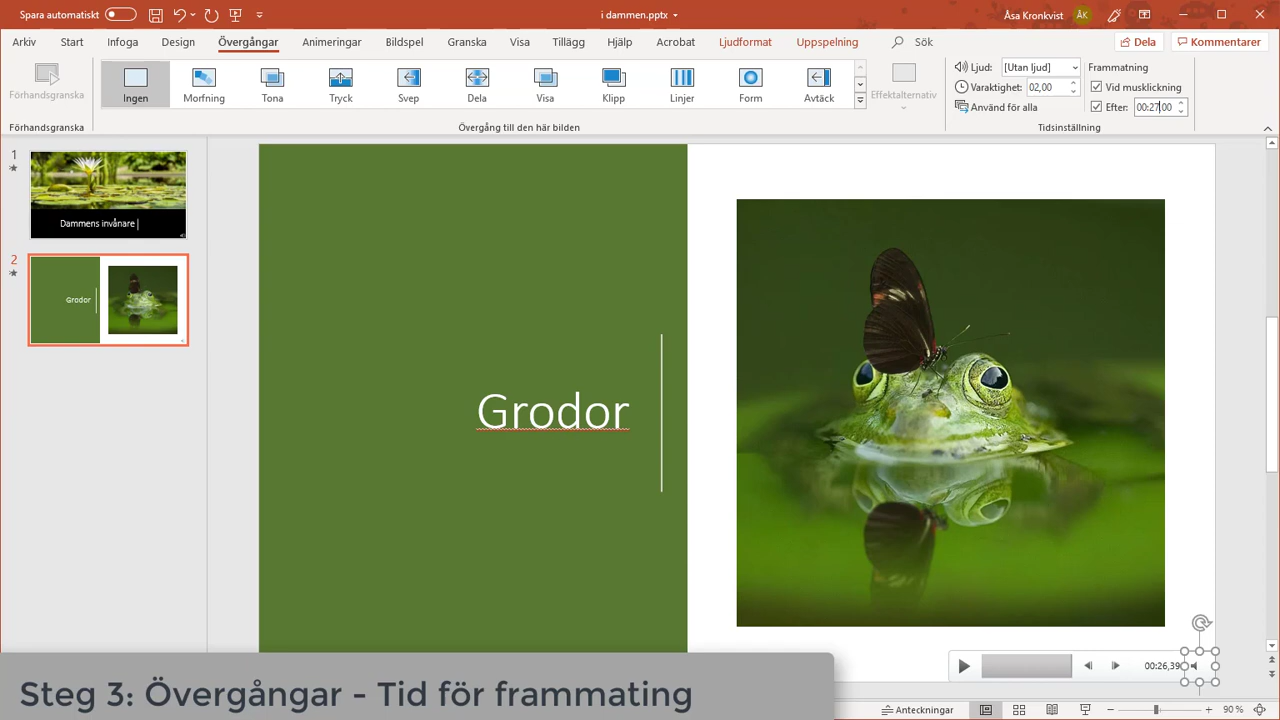 Spara automatiskt
i dammen.pptx
Åsa Kronkvist ÅK
Arkiv Start Infoga Design Övergångar Animeringar Bildspel Granska Visa Tillägg Hjälp Acrobat Ljudformat Uppspelning Sök Dela Kommentarer
Förhandsgranska
Ingen Morfning Tona Tryck Svep Dela Visa Klipp Linjer Form Avtäck
Effektalternativ
Ljud: [Utan ljud] Frammatning
Varaktighet: 02,00 Vid musklickning
Använd för alla Efter: 00:27,00
Förhandsgranska Övergång till den här bilden Tidsinställning
1
Dammens invånare
2
Grodor
Grodor
00:26,39
Steg 3: Övergångar - Tid för frammating
Anteckningar 90 %